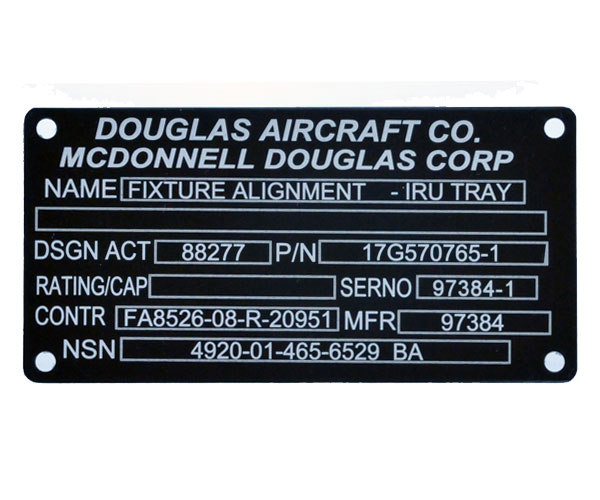 DOUGLAS AIRCRAFT CO.
MCDONNELL DOUGLAS CORP
NAME FIXTURE ALIGNMENT - IRU TRAY
DSGN ACT 88277 P/N 17G570765-1
RATING/CAP SERNO 97384-1
CONTR FA8526-08-R-20951 MFR 97384
NSN 4920-01-465-6529 BA